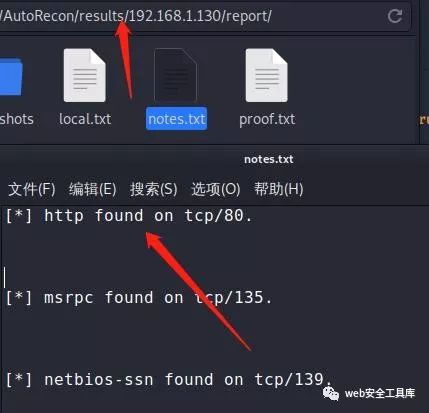 /AutoRecon/results/192.168.1.130/report/
shots
local.txt
notes.txt
proof.txt
notes.txt
文件(F) 编辑(E) 搜索(S) 选项(O) 帮助(H)
[*] http found on tcp/80.
[*] msrpc found on tcp/135.
[*] netbios-ssn found on tcp/139.
web安全工具库